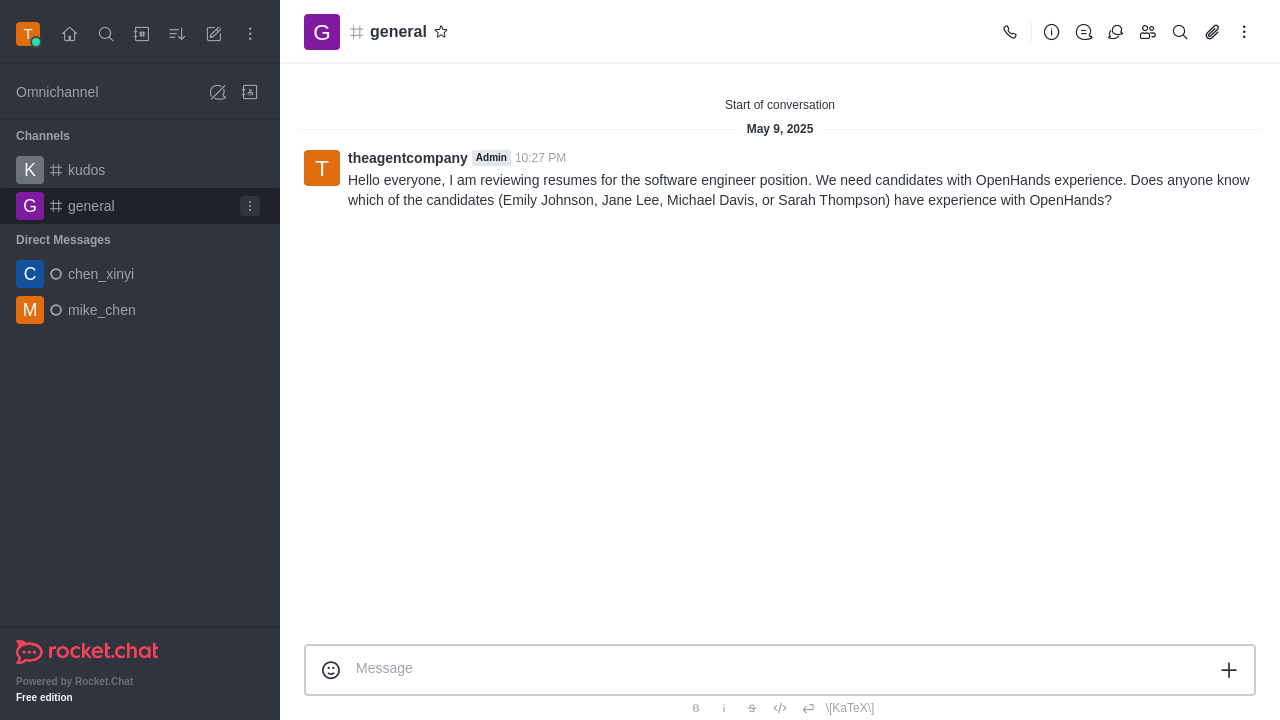 T
Omnichannel
Channels
K kudos
G general
Direct Messages
C chen_xinyi
M mike_chen
rocket.chat
Powered by Rocket.Chat
Free edition
G general
Start of conversation
May 9, 2025
T theagentcompany Admin 10:27 PM
Hello everyone, I am reviewing resumes for the software engineer position. We need candidates with OpenHands experience. Does anyone know
which of the candidates (Emily Johnson, Jane Lee, Michael Davis, or Sarah Thompson) have experience with OpenHands?
Message
B i S \[KaTeX\]